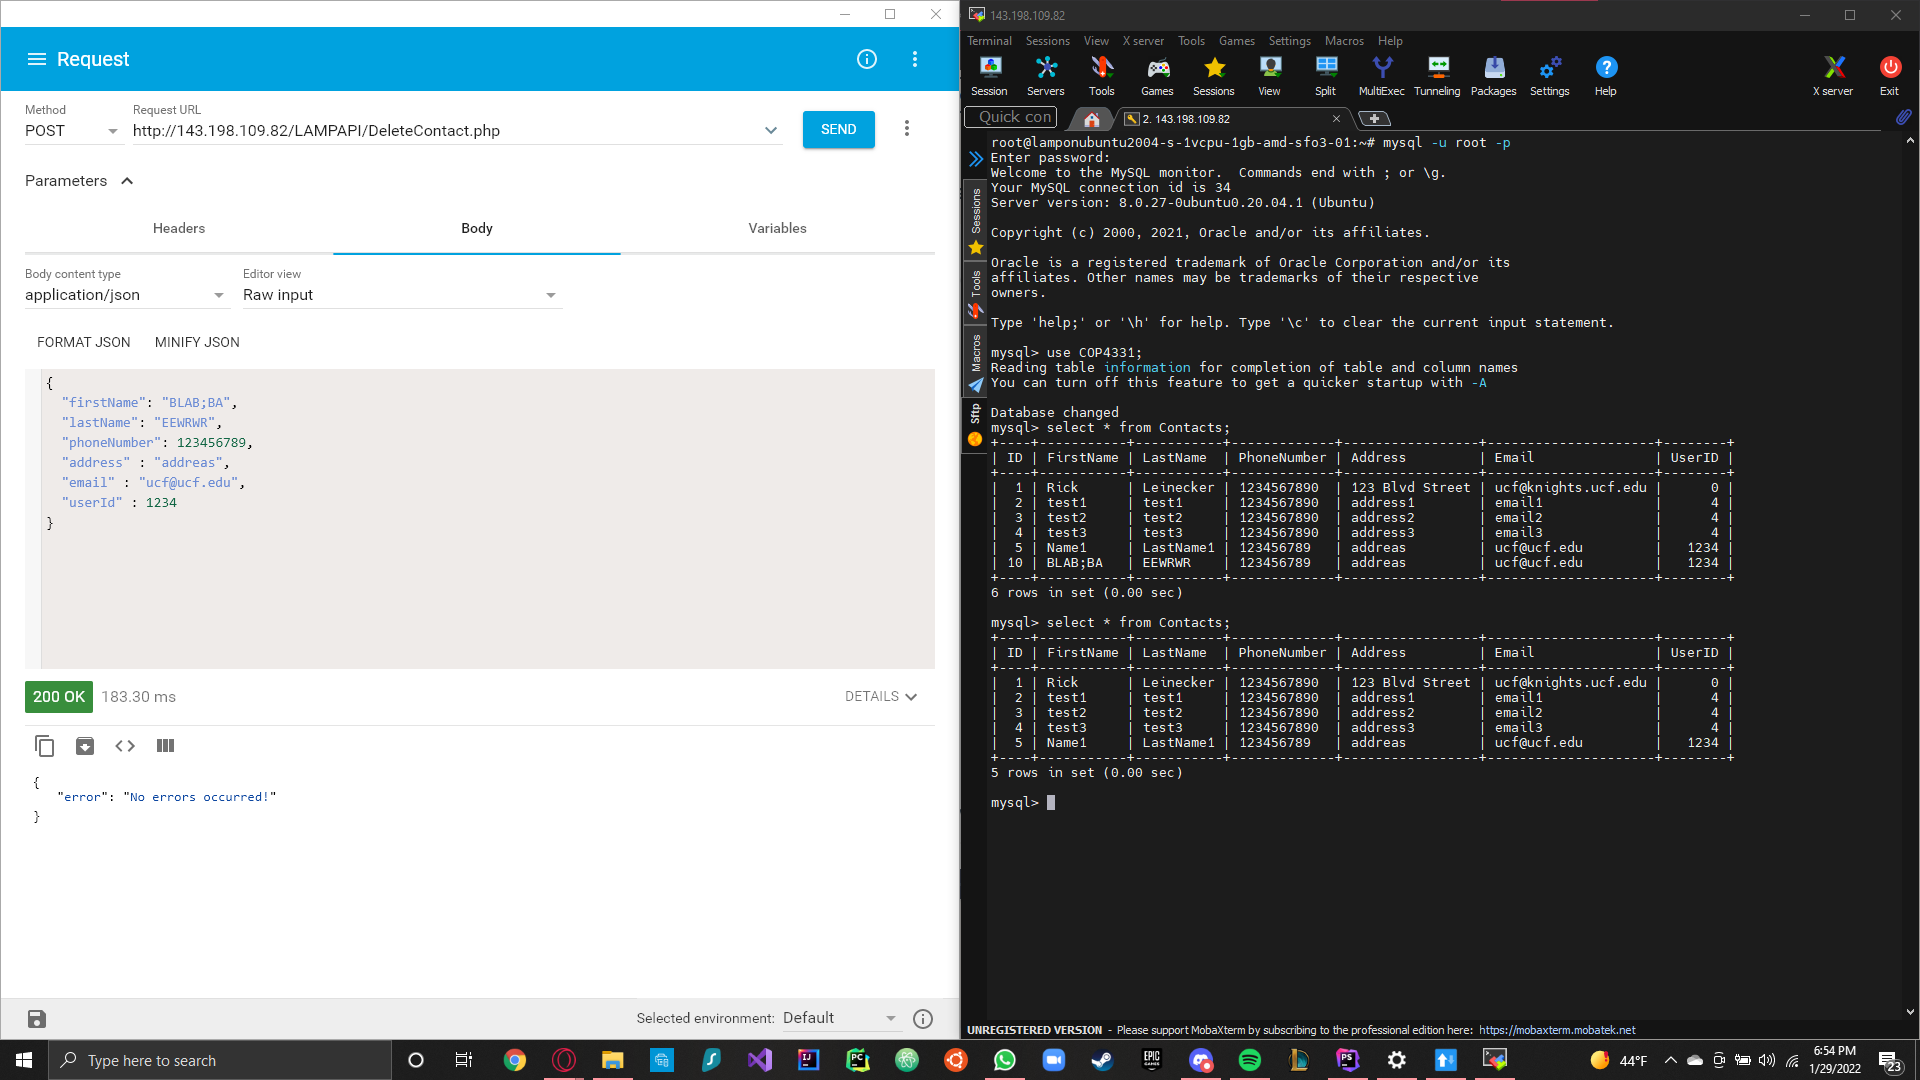 Request
Method
Request URL
POST
http://143.198.109.82/LAMPAPI/DeleteContact.php
SEND
Parameters
Headers
Body
Variables
Body content type
Editor view
application/json
Raw input
FORMAT JSON
MINIFY JSON
{
"firstName": "BLAB;BA",
"lastName": "EEWRWR",
"phoneNumber": 123456789,
"address" : "addreas",
"email" : "ucf@ucf.edu",
"userId" : 1234
}
200 OK
183.30 ms
DETAILS
{
"error": "No errors occurred!"
}
Selected environment:
Default
143.198.109.82
Terminal Sessions View X server Tools Games Settings Macros Help
Session Servers Tools Games Sessions View Split MultiExec Tunneling Packages Settings Help X server Exit
Quick con
2. 143.198.109.82
Sessions
Tools
Macros
Sftp
root@lamponubuntu2004-s-1vcpu-1gb-amd-sfo3-01:~# mysql -u root -p
Enter password:
Welcome to the MySQL monitor.  Commands end with ; or \g.
Your MySQL connection id is 34
Server version: 8.0.27-0ubuntu0.20.04.1 (Ubuntu)
Copyright (c) 2000, 2021, Oracle and/or its affiliates.
Oracle is a registered trademark of Oracle Corporation and/or its
affiliates. Other names may be trademarks of their respective
owners.
Type 'help;' or '\h' for help. Type '\c' to clear the current input statement.
mysql> use COP4331;
Reading table information for completion of table and column names
You can turn off this feature to get a quicker startup with -A
Database changed
mysql> select * from Contacts;
+----+-----------+-----------+-------------+-----------------+---------------------+--------+
| ID | FirstName | LastName  | PhoneNumber | Address         | Email               | UserID |
+----+-----------+-----------+-------------+-----------------+---------------------+--------+
|  1 | Rick      | Leinecker | 1234567890  | 123 Blvd Street | ucf@knights.ucf.edu |      0 |
|  2 | test1     | test1     | 1234567890  | address1        | email1              |      4 |
|  3 | test2     | test2     | 1234567890  | address2        | email2              |      4 |
|  4 | test3     | test3     | 1234567890  | address3        | email3              |      4 |
|  5 | Name1     | LastName1 | 123456789   | addreas         | ucf@ucf.edu         |   1234 |
| 10 | BLAB;BA   | EEWRWR    | 123456789   | addreas         | ucf@ucf.edu         |   1234 |
+----+-----------+-----------+-------------+-----------------+---------------------+--------+
6 rows in set (0.00 sec)
mysql> select * from Contacts;
+----+-----------+-----------+-------------+-----------------+---------------------+--------+
| ID | FirstName | LastName  | PhoneNumber | Address         | Email               | UserID |
+----+-----------+-----------+-------------+-----------------+---------------------+--------+
|  1 | Rick      | Leinecker | 1234567890  | 123 Blvd Street | ucf@knights.ucf.edu |      0 |
|  2 | test1     | test1     | 1234567890  | address1        | email1              |      4 |
|  3 | test2     | test2     | 1234567890  | address2        | email2              |      4 |
|  4 | test3     | test3     | 1234567890  | address3        | email3              |      4 |
|  5 | Name1     | LastName1 | 123456789   | addreas         | ucf@ucf.edu         |   1234 |
+----+-----------+-----------+-------------+-----------------+---------------------+--------+
5 rows in set (0.00 sec)
mysql>
UNREGISTERED VERSION - Please support MobaXterm by subscribing to the professional edition here: https://mobaxterm.mobatek.net
Type here to search
EPIC GAMES
44°F
6:54 PM
1/29/2022
23